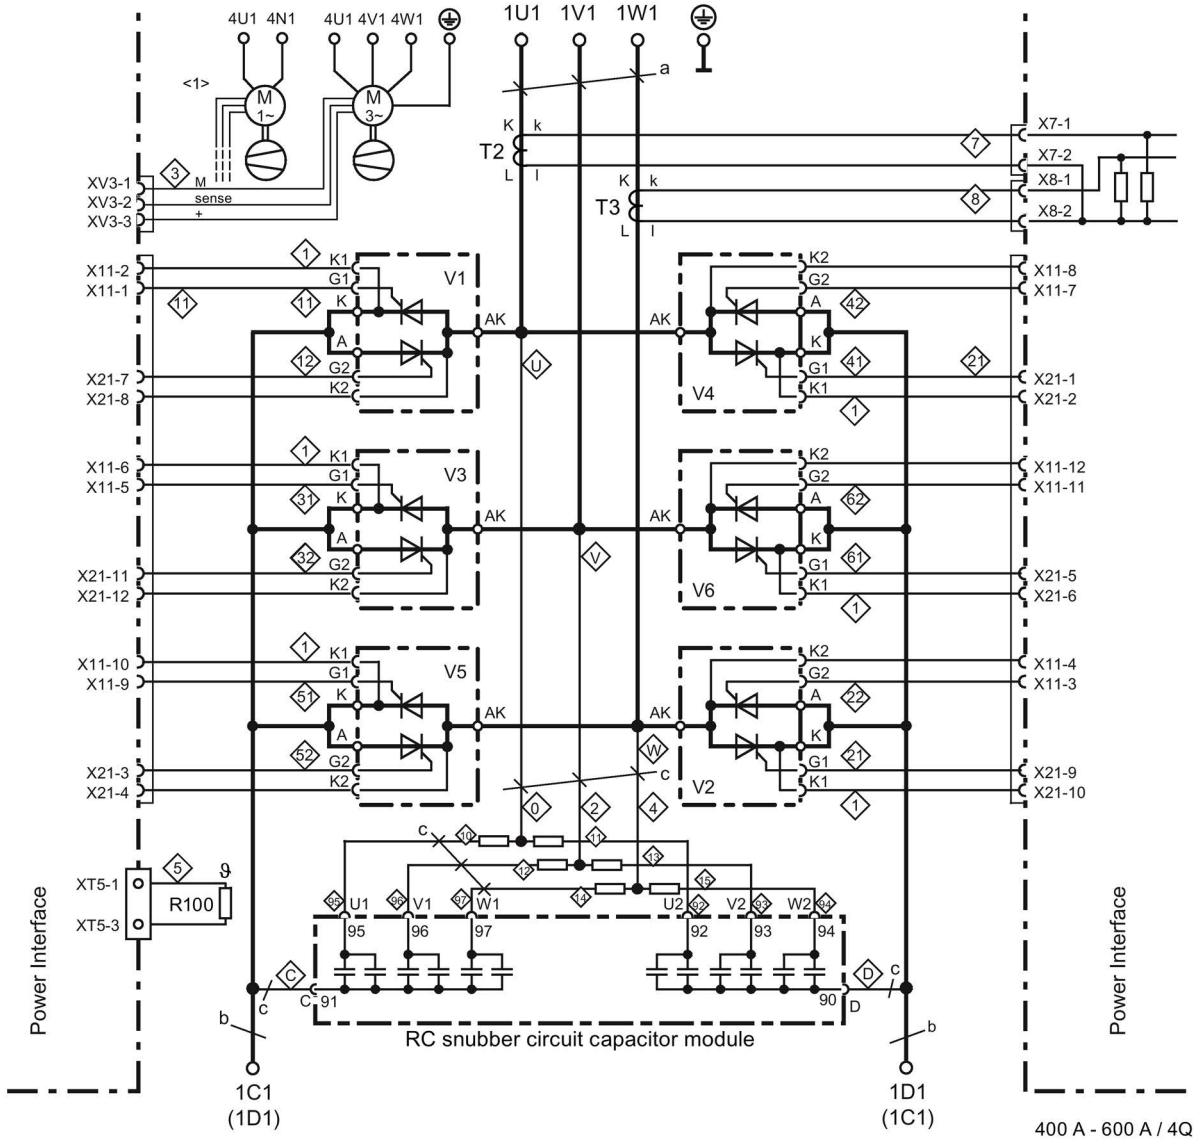 4U1 4N1 4U1 4V1 4W1 1U1 1V1 1W1
<1>
M
1~
M
3~
a
K k
T2
L l
K k
T3
L l
7
8
X7-1
X7-2
X8-1
X8-2
3
XV3-1 M
XV3-2 sense
XV3-3 +
X11-2
X11-1
11
X21-7
X21-8
1
11
12
K1
G1
K
A
G2
K2
V1
AK
U
AK
V4
K2
G2
A
K
G1
K1
42
41
1
21
X11-8
X11-7
X21-1
X21-2
X11-6
X11-5
X21-11
X21-12
1
31
32
K1
G1
K
A
G2
K2
V3
AK
V
AK
V6
K2
G2
A
K
G1
K1
62
61
1
X11-12
X11-11
X21-5
X21-6
X11-10
X11-9
X21-3
X21-4
1
51
52
K1
G1
K
A
G2
K2
V5
AK
W
AK
V2
K2
G2
A
K
G1
K1
22
21
1
X11-4
X11-3
X21-9
X21-10
c
0 2 4
c
10 11
12 13
14 15
XT5-1
XT5-3
5
ϑ
R100
95 U1 96 V1 97 W1 U2 92 V2 93 W2 94
95 96 97 92 93 94
C
c
C 91
90 D
D
c
b
b
RC snubber circuit capacitor module
Power Interface
Power Interface
1C1
(1D1)
1D1
(1C1)
400 A - 600 A / 4Q